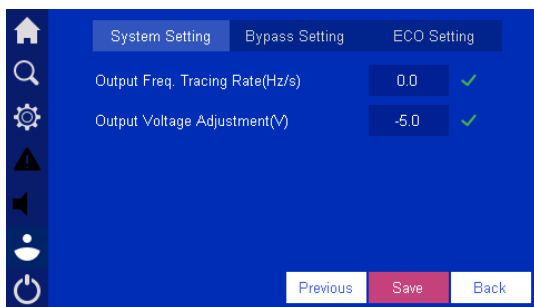 System Setting Bypass Setting ECO Setting
Output Freq. Tracing Rate(Hz/s) 0.0
Output Voltage Adjustment(V) -5.0
Previous Save Back